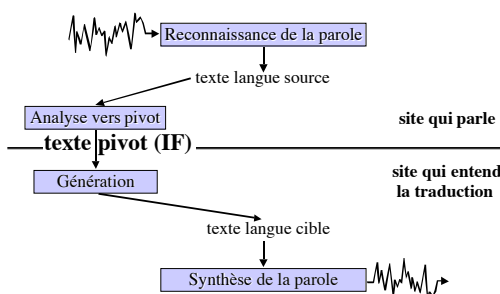 Reconnaissance de la parole
texte langue source
Analyse vers pivot
site qui parle
texte pivot (IF)
site qui entend
la traduction
Génération
texte langue cible
Synthèse de la parole